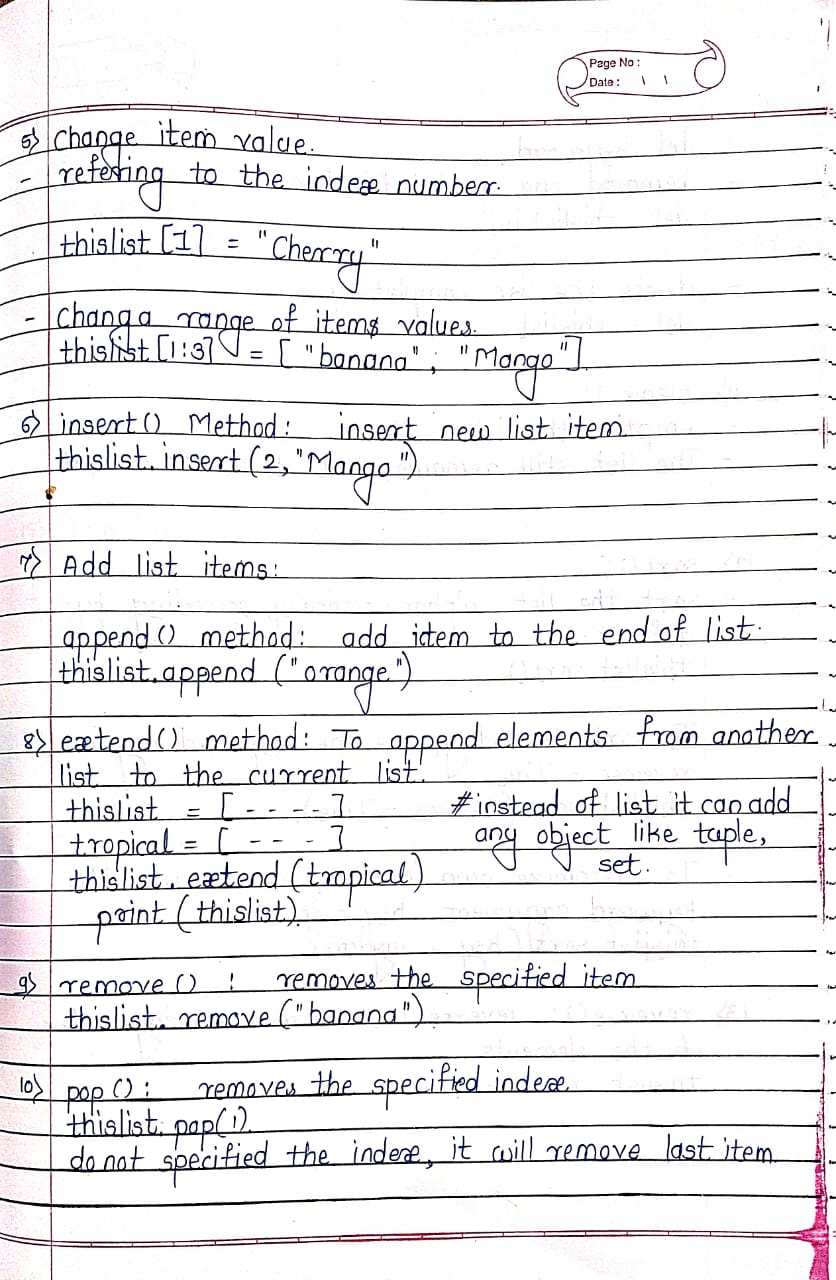 Page No :
Date : \ \
5) Change item value.
- refering to the index number.
thislist [1] = "Cherry"
- Chang a range of items values.
thislist [1:3] = [ "banana" ; "Mango"]
6) insert() Method : insert new list item.
thislist. insert (2, "Mango")
7) Add list items:
append () method: add idem to the end of list.
thislist. append ("orange")
8) extend() method: To append elements from another
list to the current list.
thislist = [ - - - - ] # instead of list it can add
tropical = [ - - - ] any object like tuple,
thislist. extend (tropical) set.
print (thislist)
9) remove () : removes the specified item
thislist. remove ("banana")
10) pop () : removes the specified index.
thislist. pop(1)
do not specified the index, it will remove last item